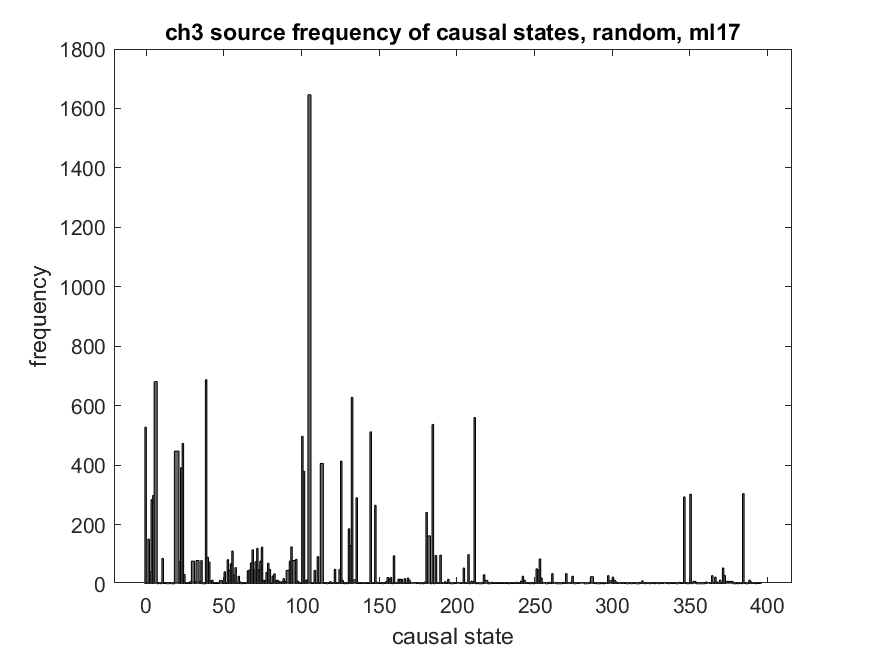 ch3 source frequency of causal states, random, ml17
1800
1600
1400
1200
1000
800
600
400
200
0
frequency
0 50 100 150 200 250 300 350 400
causal state